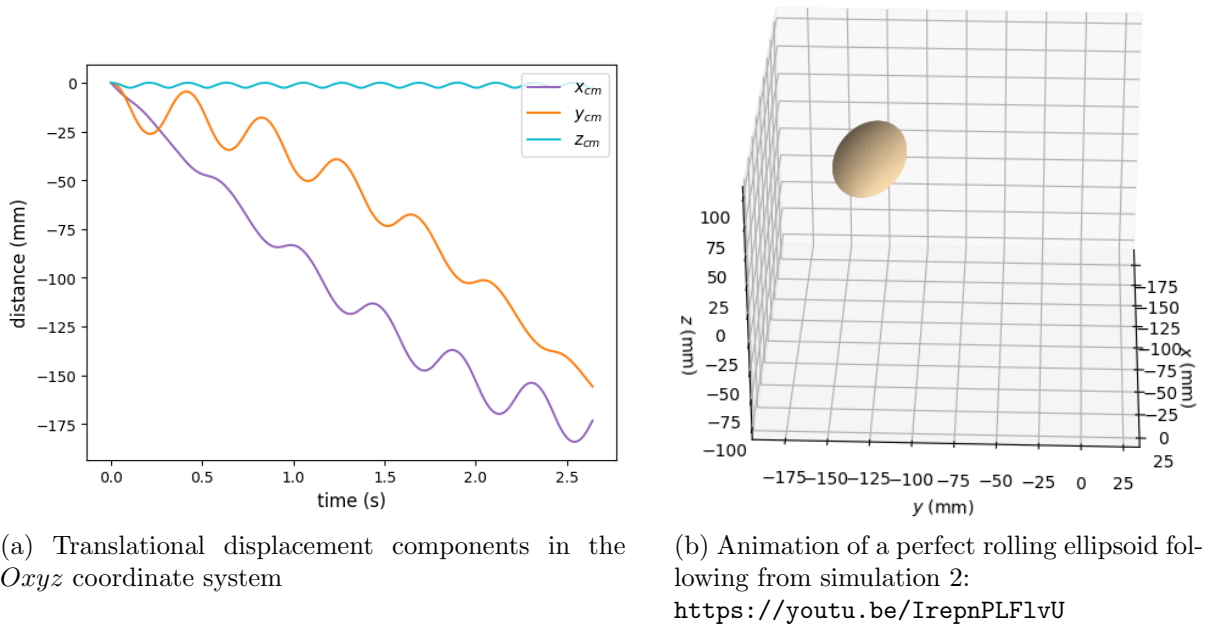 0
−25
−50
−75
−100
−125
−150
−175
distance (mm)
0.0 0.5 1.0 1.5 2.0 2.5
time (s)
x_cm
y_cm
z_cm
100
75
50
25
0
−25
−50
−75
−100
z (mm)
−175 −150 −125 −100 −75 −50 −25 0 25
y (mm)
−175
−150
−125
−100
−75
−50
−25
0
25
x (mm)
(a) Translational displacement components in the
Oxyz coordinate system
(b) Animation of a perfect rolling ellipsoid fol-
lowing from simulation 2:
https://youtu.be/IrepnPLFlvU